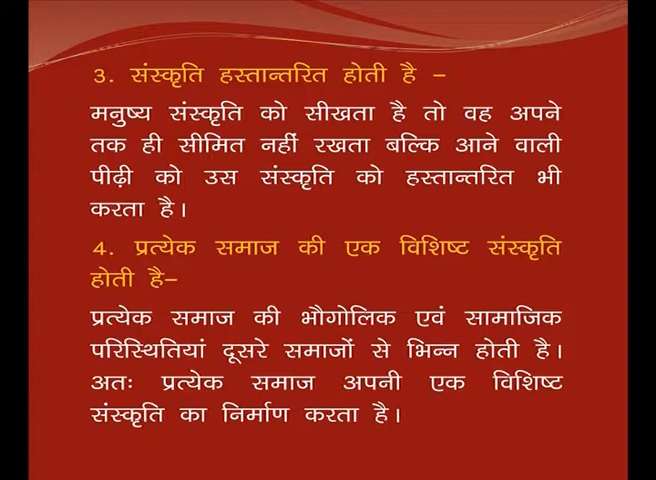 3. संस्कृति हस्तान्तरित होती है –
मनुष्य संस्कृति को सीखता है तो वह अपने
तक ही सीमित नहीं रखता बल्कि आने वाली
पीढ़ी को उस संस्कृति को हस्तान्तरित भी
करता है।
4. प्रत्येक समाज की एक विशिष्ट संस्कृति
होती है–
प्रत्येक समाज की भौगोलिक एवं सामाजिक
परिस्थितियां दूसरे समाजों से भिन्न होती है।
अतः प्रत्येक समाज अपनी एक विशिष्ट
संस्कृति का निर्माण करता है।